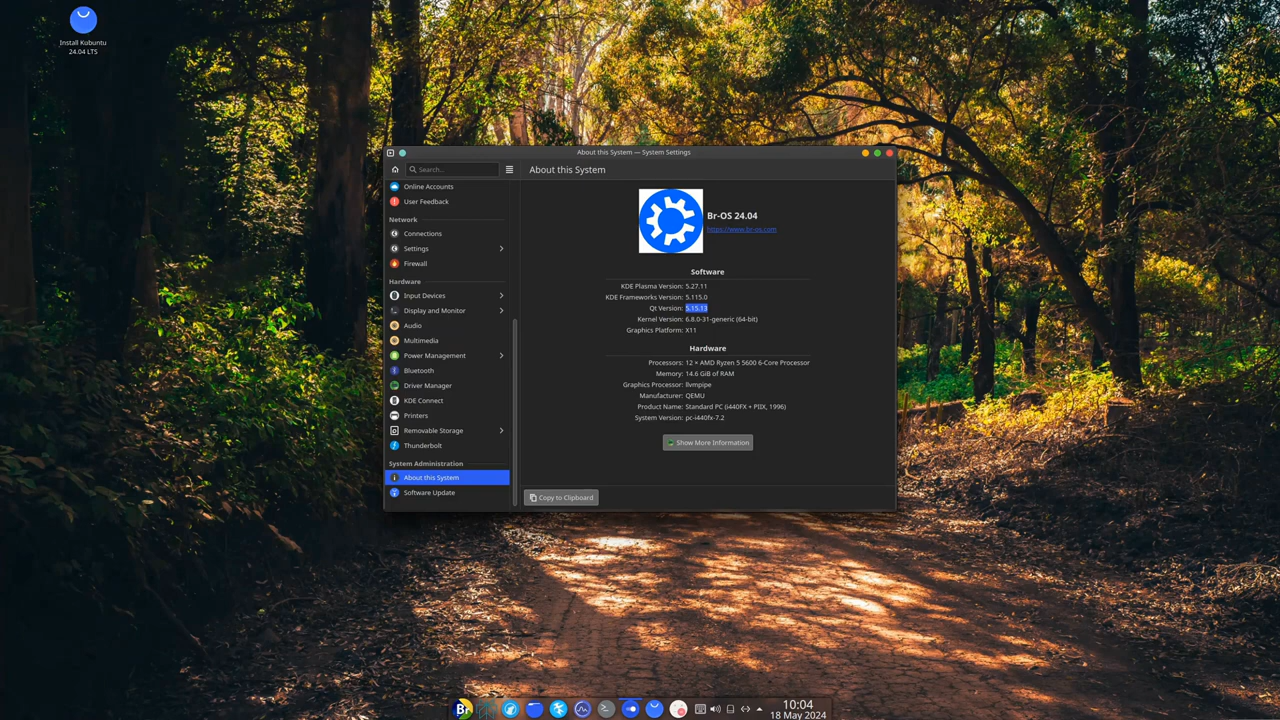 Install Kubuntu
24.04 LTS
About this System — System Settings
Search...
About this System
Online Accounts
User Feedback
Network
Connections
Settings
Firewall
Hardware
Input Devices
Display and Monitor
Audio
Multimedia
Power Management
Bluetooth
Driver Manager
KDE Connect
Printers
Removable Storage
Thunderbolt
System Administration
About this System
Software Update
Br-OS 24.04
https://www.br-os.com
Software
KDE Plasma Version: 5.27.11
KDE Frameworks Version: 5.115.0
Qt Version: 5.15.13
Kernel Version: 6.8.0-31-generic (64-bit)
Graphics Platform: X11
Hardware
Processors: 12 × AMD Ryzen 5 5600 6-Core Processor
Memory: 14.6 GiB of RAM
Graphics Processor: llvmpipe
Manufacturer: QEMU
Product Name: Standard PC (i440FX + PIIX, 1996)
System Version: pc-i440fx-7.2
Show More Information
Copy to Clipboard
Br
10:04
18 May 2024